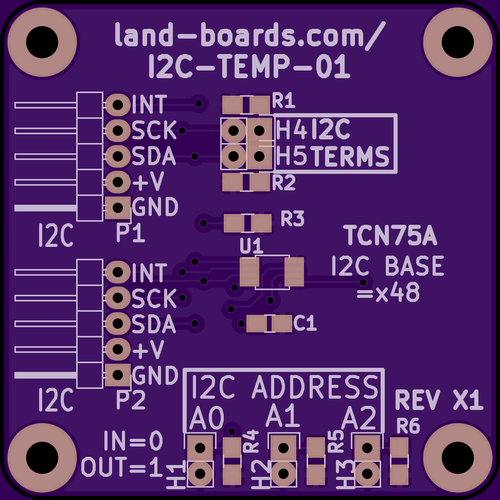 land-boards.com/
I2C-TEMP-01
INT
R1
SCK
H4 I2C
SDA
H5 TERMS
+V
R2
GND
I2C
P1
R3
U1
TCN75A
I2C BASE
=x48
INT
SCK
SDA
C1
+V
GND
I2C
P2
I2C ADDRESS
A0 A1 A2
REV X1
IN=0
OUT=1
H1
R4
H2
R5
H3
R6